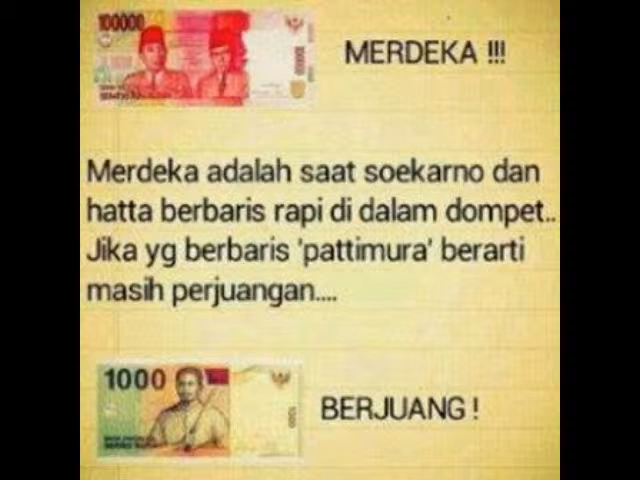 100000
MERDEKA !!!
100000
Merdeka adalah saat soekarno dan
hatta berbaris rapi di dalam dompet..
Jika yg berbaris 'pattimura' berarti
masih perjuangan....
1000
BERJUANG !